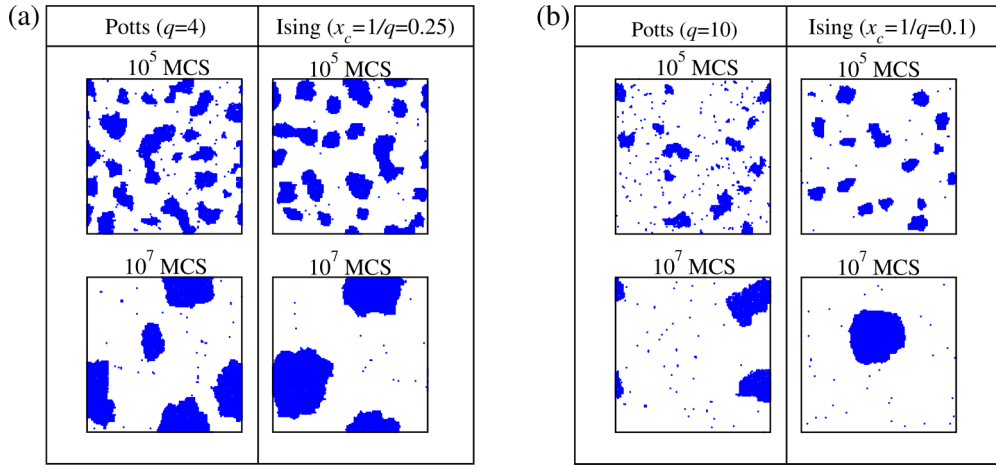 (a)
Potts (q=4) Ising (x_c=1/q=0.25)
10^5 MCS 10^5 MCS
10^7 MCS 10^7 MCS
(b)
Potts (q=10) Ising (x_c=1/q=0.1)
10^5 MCS 10^5 MCS
10^7 MCS 10^7 MCS